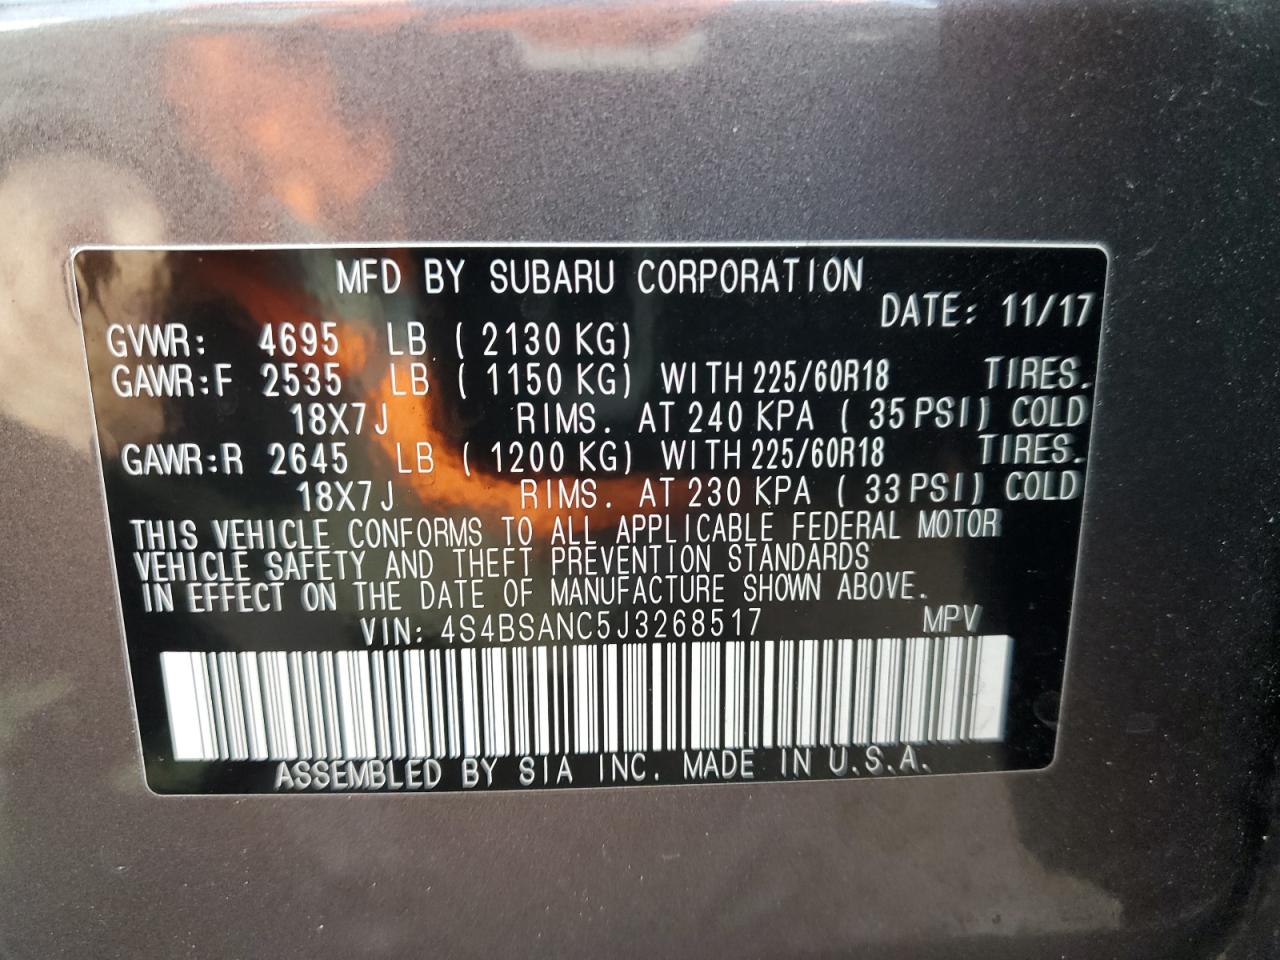 MFD BY SUBARU CORPORATION
DATE: 11/17
GVWR: 4695 LB ( 2130 KG)
GAWR:F 2535 LB ( 1150 KG) WITH 225/60R18 TIRES.
18X7J RIMS. AT 240 KPA ( 35 PSI) COLD
GAWR:R 2645 LB ( 1200 KG) WITH 225/60R18 TIRES.
18X7J RIMS. AT 230 KPA ( 33 PSI) COLD
THIS VEHICLE CONFORMS TO ALL APPLICABLE FEDERAL MOTOR
VEHICLE SAFETY AND THEFT PREVENTION STANDARDS
IN EFFECT ON THE DATE OF MANUFACTURE SHOWN ABOVE.
VIN: 4S4BSANC5J3268517 MPV
ASSEMBLED BY SIA INC. MADE IN U.S.A.